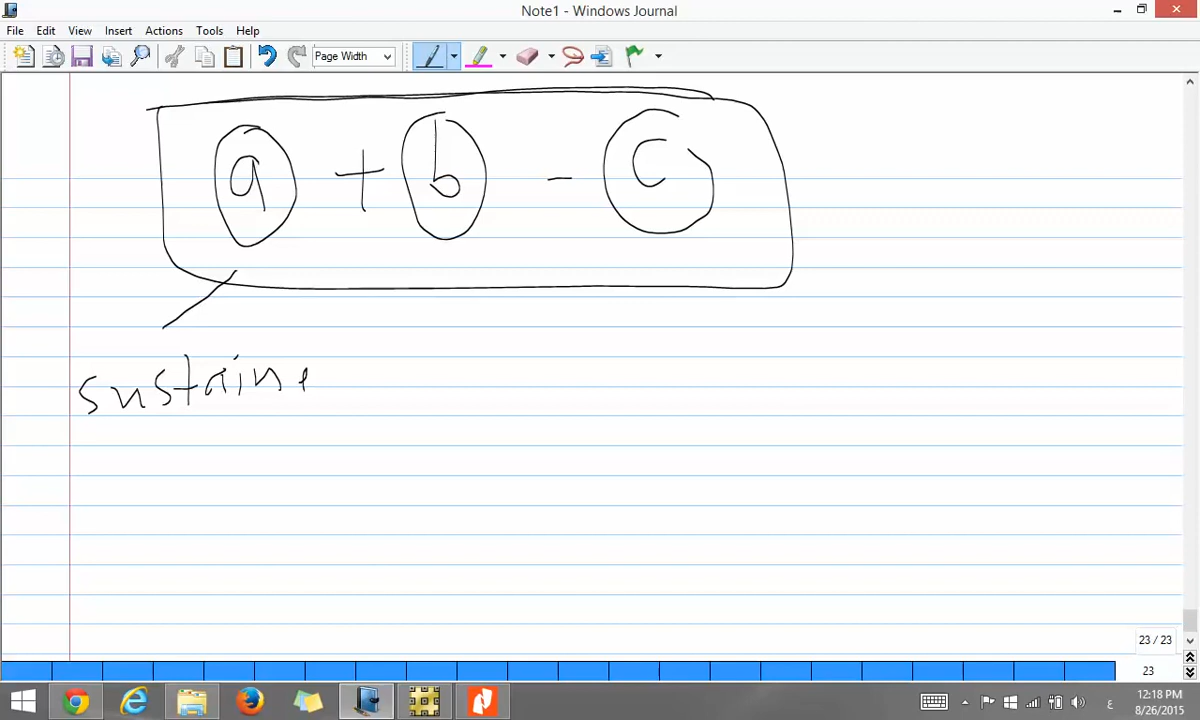 Note1 - Windows Journal
File Edit View Insert Actions Tools Help
Page Width
a + b - c
sustaine
23 / 23
23
ع
12:18 PM
8/26/2015